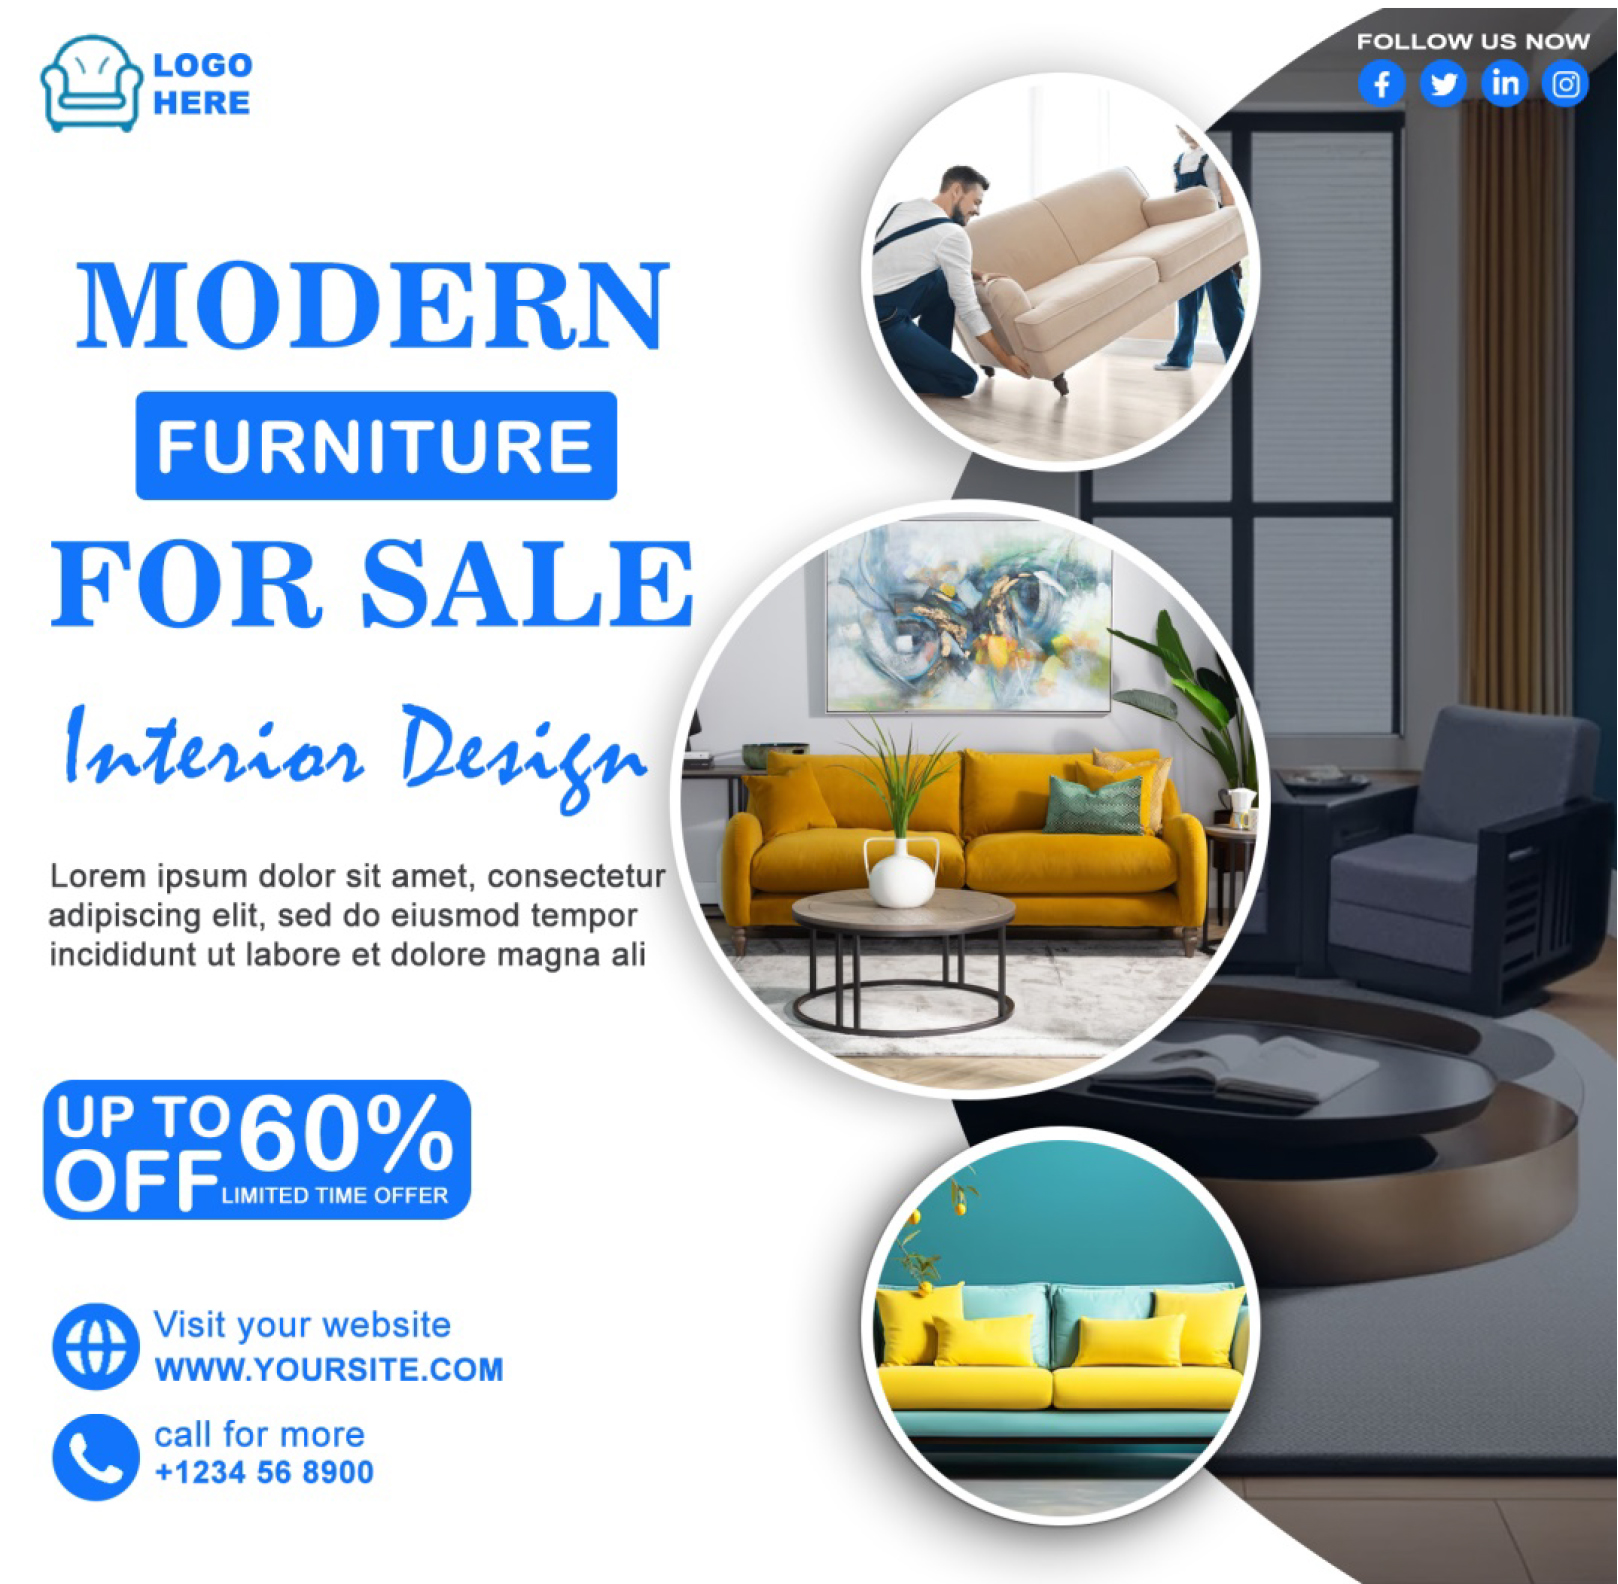 LOGO
HERE
FOLLOW US NOW
MODERN
FURNITURE
FOR SALE
Interior Design
Lorem ipsum dolor sit amet, consectetur
adipiscing elit, sed do eiusmod tempor
incididunt ut labore et dolore magna ali
UP TO 60%
OFF LIMITED TIME OFFER
Visit your website
WWW.YOURSITE.COM
call for more
+1234 56 8900